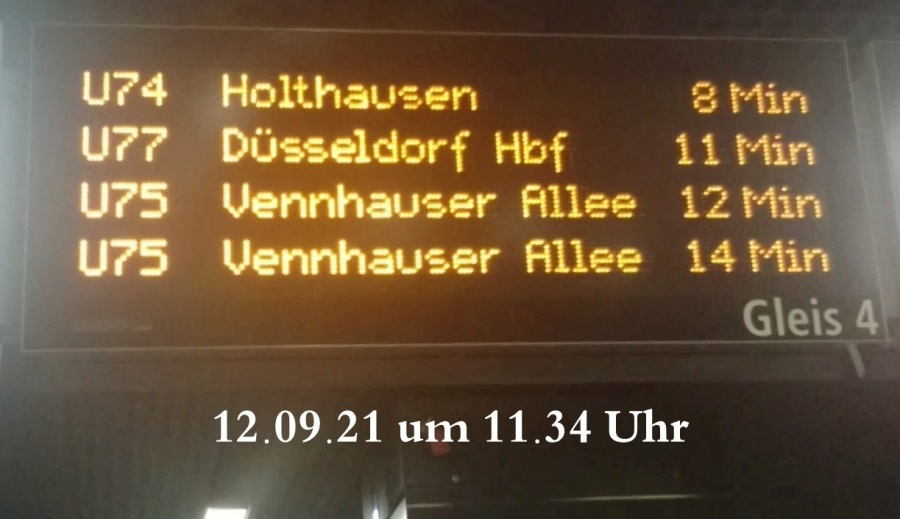 U74 Holthausen 8 Min
U77 Düsseldorf Hbf 11 Min
U75 Vennhauser Allee 12 Min
U75 Vennhauser Allee 14 Min
Gleis 4
12.09.21 um 11.34 Uhr